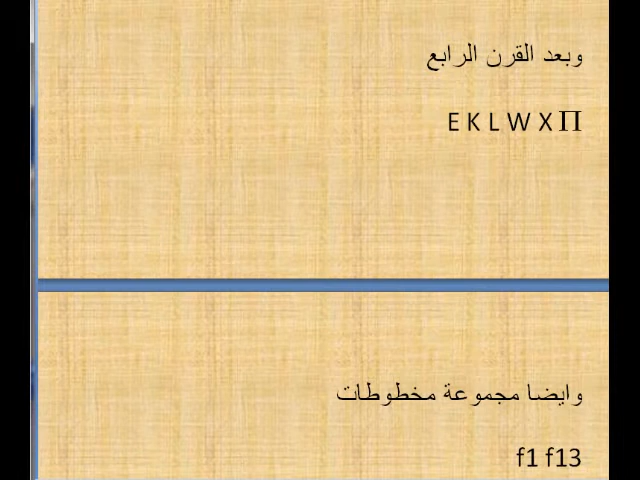 وبعد القرن الرابع
E K L W X Π
وايضا مجموعة مخطوطات
f1 f13